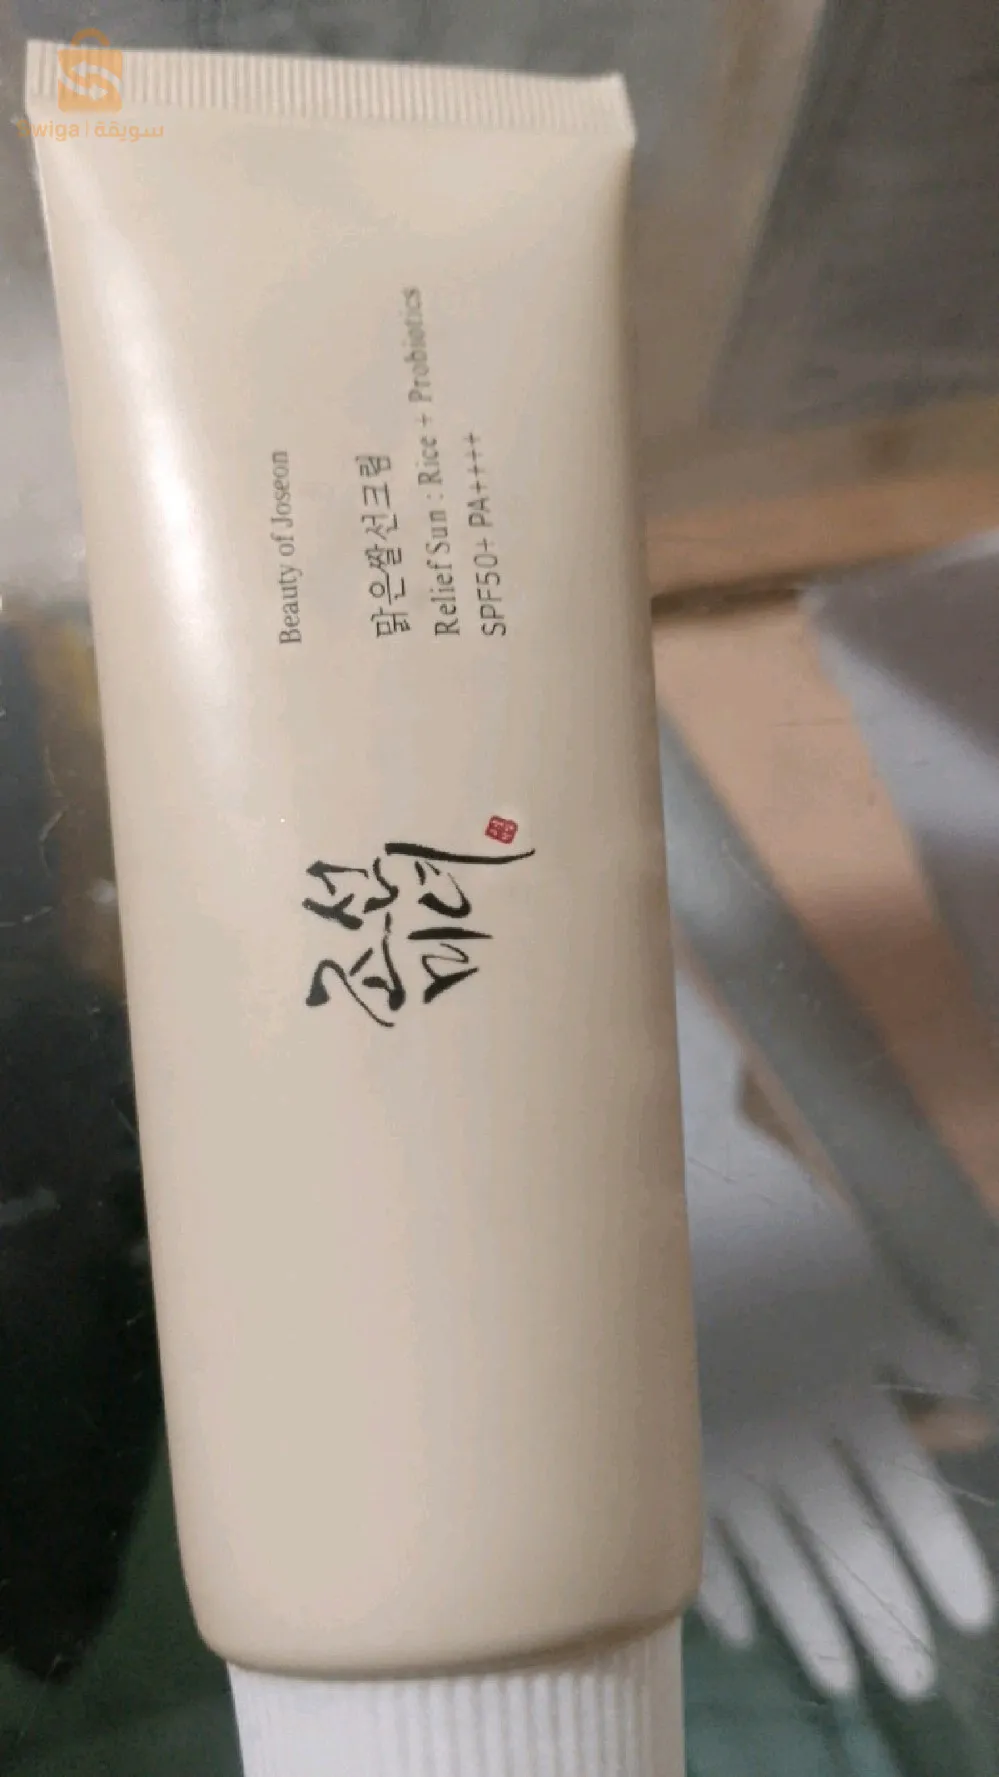 Swiga | سويقة
Beauty of Joseon
맑은쌀선크림
Relief Sun : Rice + Probiotics
SPF50+ PA++++
조선
미녀